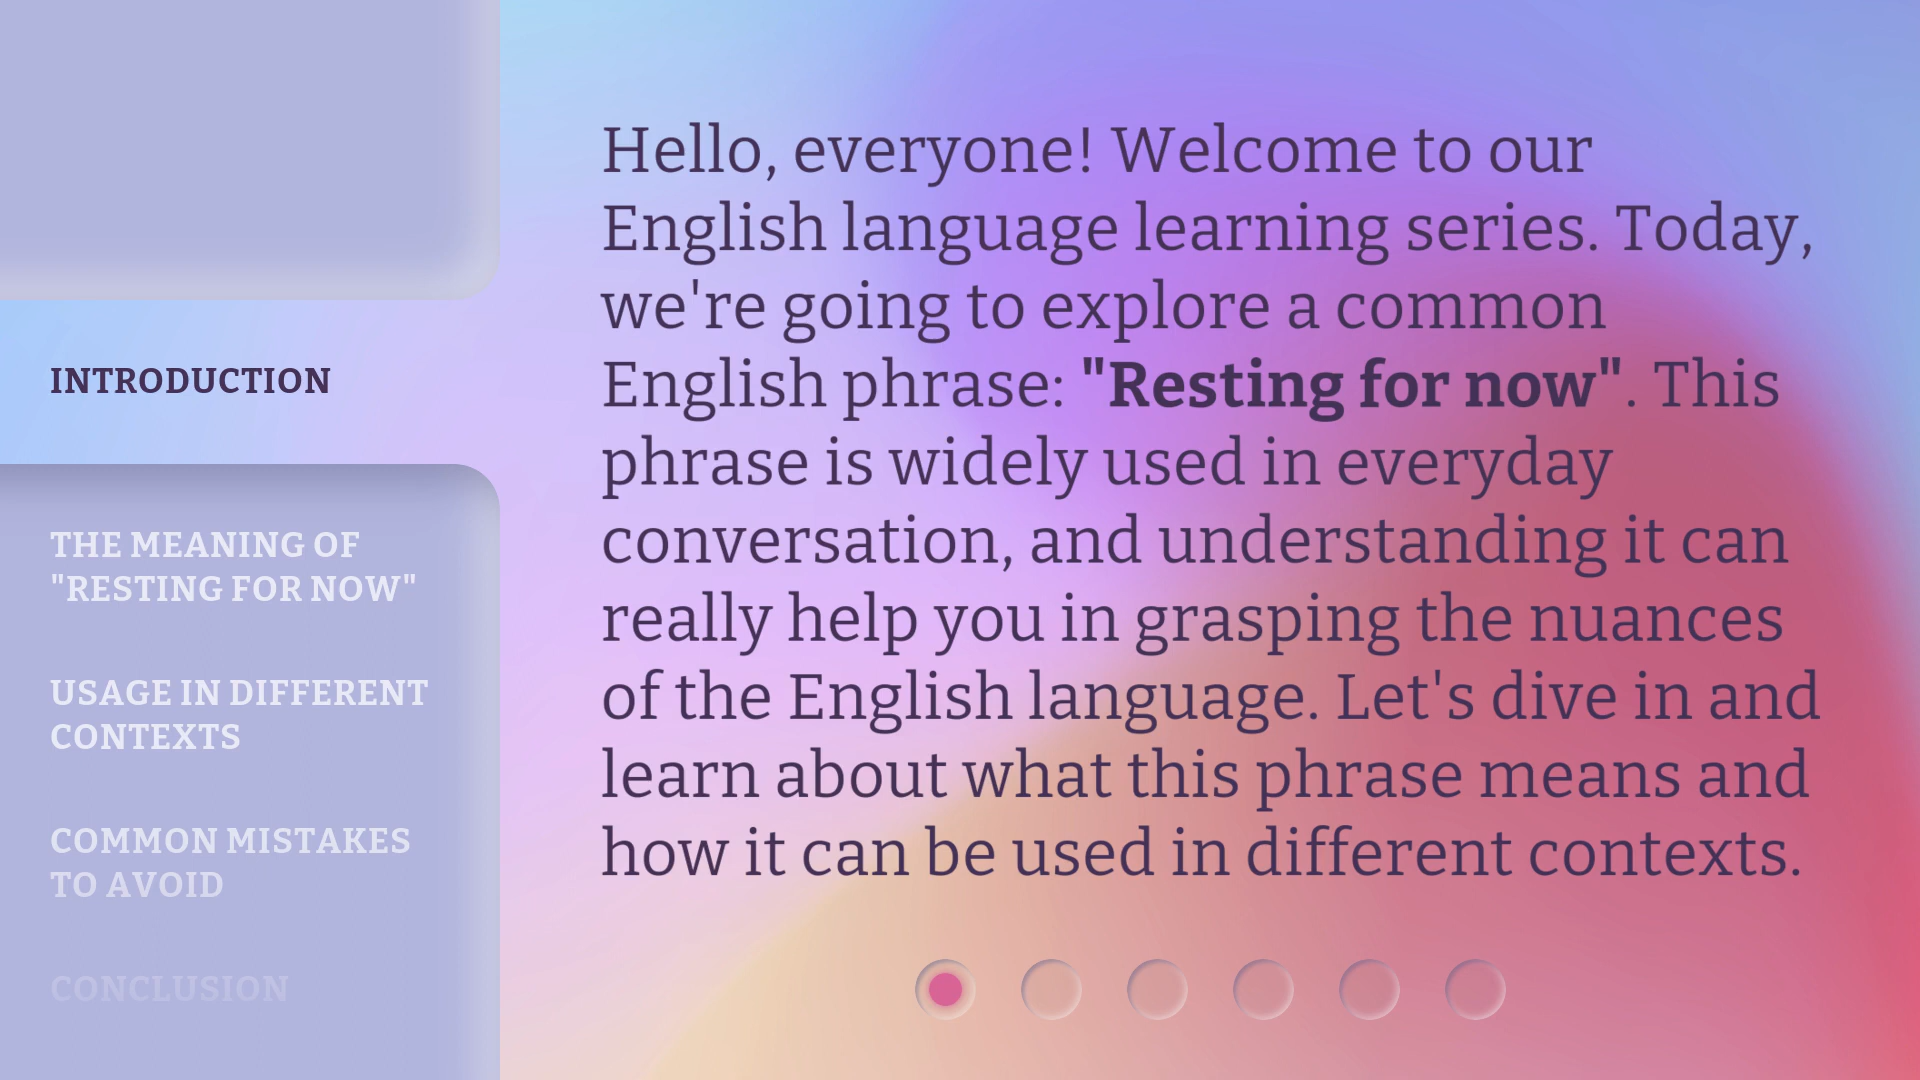 INTRODUCTION
THE MEANING OF
"RESTING FOR NOW"
USAGE IN DIFFERENT
CONTEXTS
COMMON MISTAKES
TO AVOID
CONCLUSION
Hello, everyone! Welcome to our
English language learning series. Today,
we're going to explore a common
English phrase: "Resting for now". This
phrase is widely used in everyday
conversation, and understanding it can
really help you in grasping the nuances
of the English language. Let's dive in and
learn about what this phrase means and
how it can be used in different contexts.